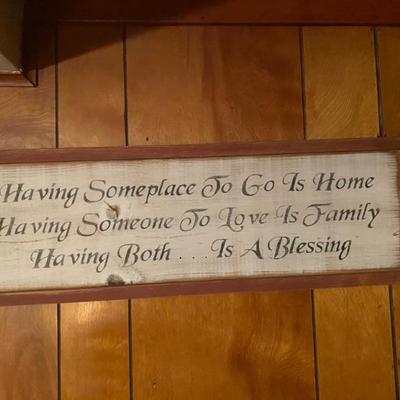 Having Someplace To Go Is Home
Having Someone To Love Is Family
Having Both . . . Is A Blessing